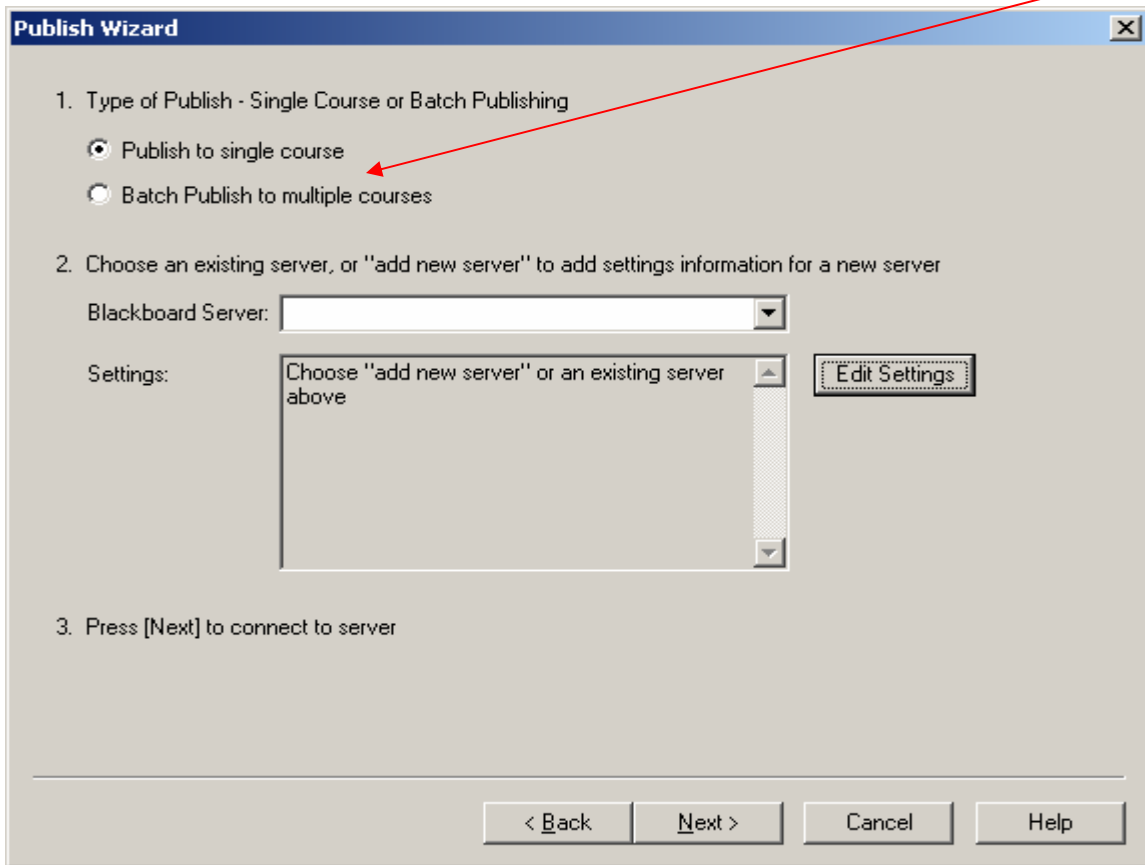 Publish Wizard
1. Type of Publish - Single Course or Batch Publishing
Publish to single course
Batch Publish to multiple courses
2. Choose an existing server, or "add new server" to add settings information for a new server
Blackboard Server:
Settings:
Choose "add new server" or an existing server
above
Edit Settings
3. Press [Next] to connect to server
< Back
Next >
Cancel
Help